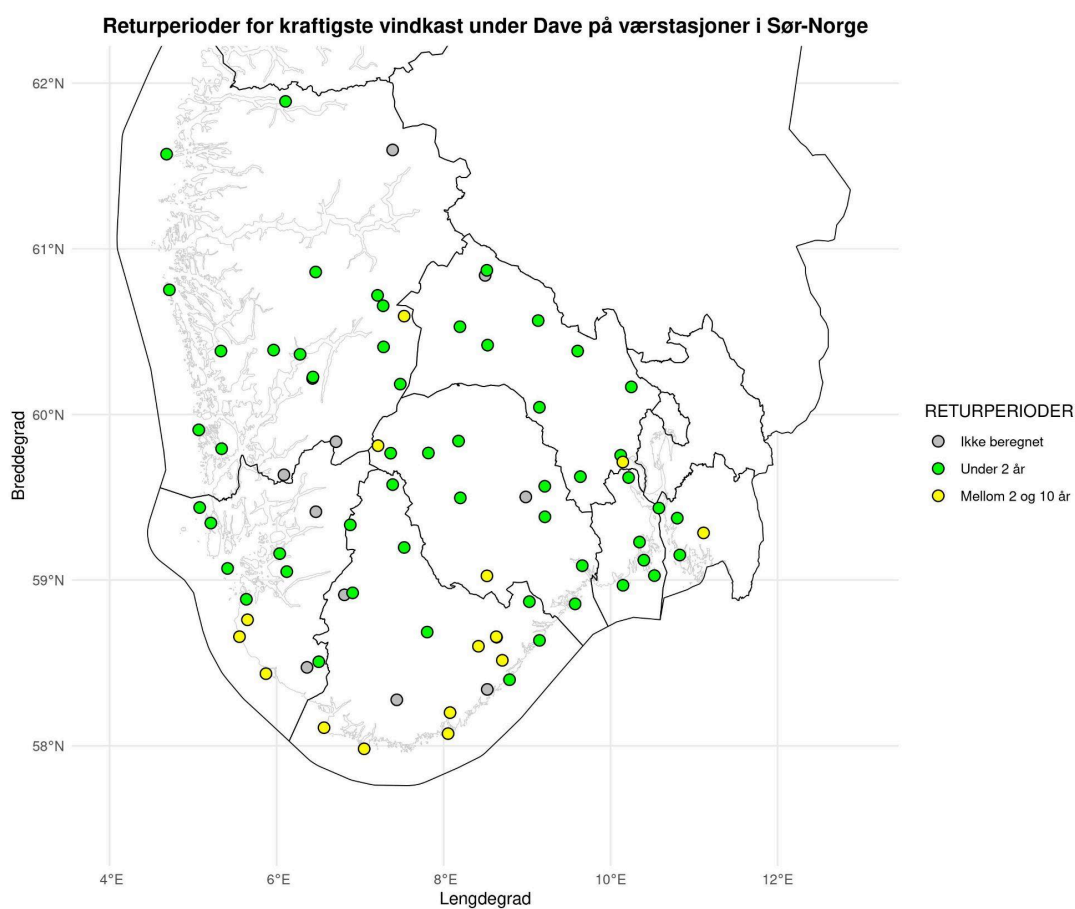 Returperioder for kraftigste vindkast under Dave på værstasjoner i Sør-Norge
62°N
61°N
60°N
59°N
58°N
Breddegrad
4°E
6°E
8°E
10°E
12°E
Lengdegrad
RETURPERIODER
Ikke beregnet
Under 2 år
Mellom 2 og 10 år